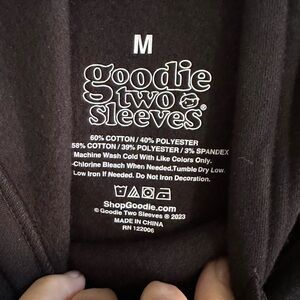 M
goodie
two
sleeves®
60% COTTON / 40% POLYESTER
58% COTTON / 39% POLYESTER / 3% SPANDEX
Machine Wash Cold With Like Colors Only.
-Chlorine Bleach When Needed.Tumble Dry Low.
Low Iron If Needed. Do Not Iron Decoration.
ShopGoodie.com
© Goodie Two Sleeves ® 2023
MADE IN CHINA
RN 122006